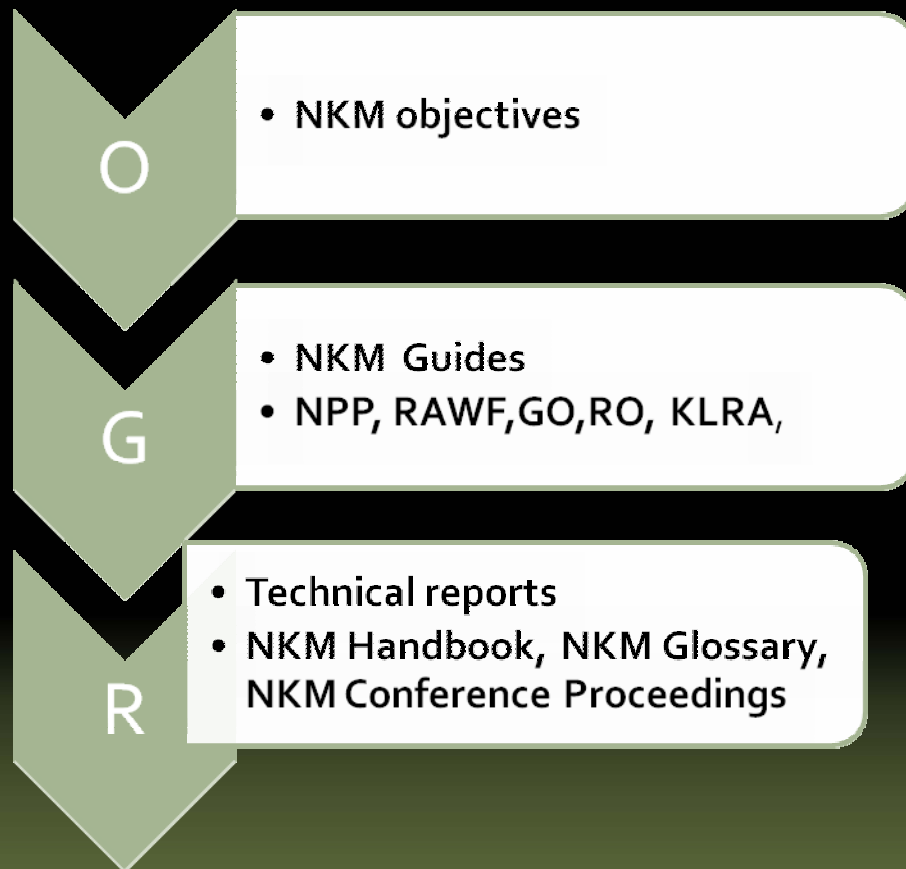 O
• NKM objectives
G
• NKM Guides
• NPP, RAWF,GO,RO, KLRA,
R
• Technical reports
• NKM Handbook, NKM Glossary,
NKM Conference Proceedings